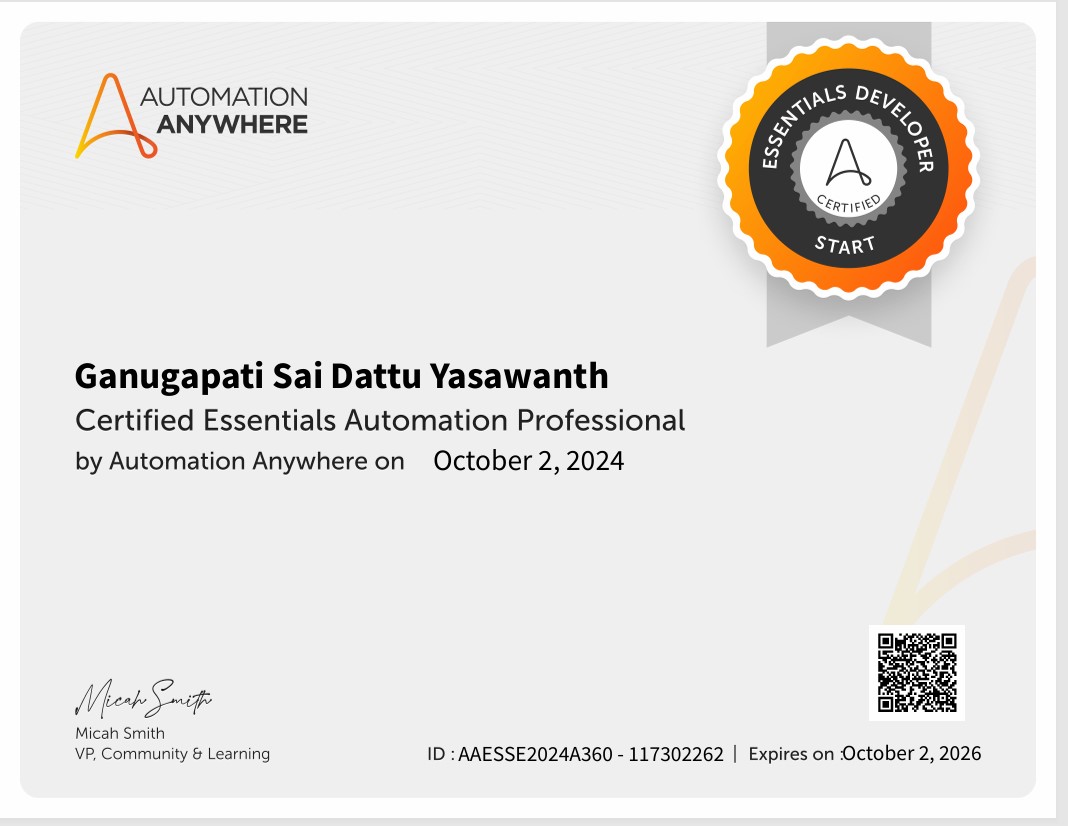 AUTOMATION
ANYWHERE
ESSENTIALS DEVELOPER
CERTIFIED
START
Ganugapati Sai Dattu Yasawanth
Certified Essentials Automation Professional
by Automation Anywhere on October 2, 2024
Micah Smith
Micah Smith
VP, Community & Learning
ID : AAESSE2024A360 - 117302262 | Expires on :October 2, 2026